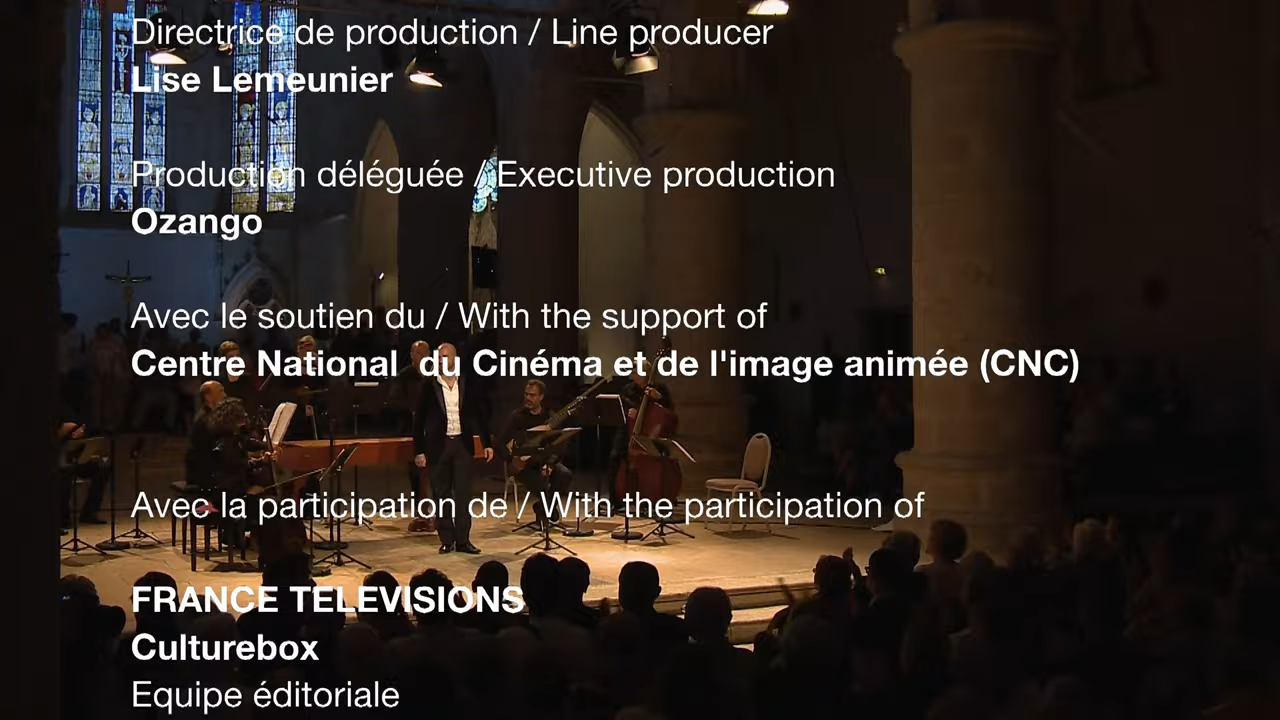 Directrice de production / Line producer
Lise Lemeunier
Production déléguée / Executive production
Ozango
Avec le soutien du / With the support of
Centre National  du Cinéma et de l'image animée (CNC)
Avec la participation de / With the participation of
FRANCE TELEVISIONS
Culturebox
Equipe éditoriale